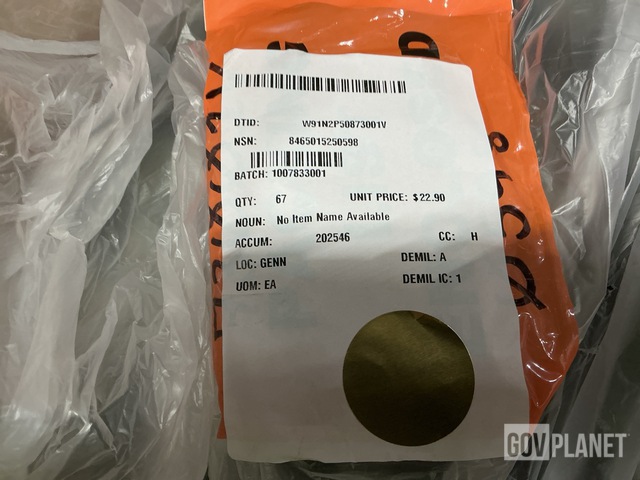 DTID: W91N2P50873001V
NSN: 8465015250598
BATCH: 1007833001
QTY: 67 UNIT PRICE: $22.90
NOUN: No Item Name Available
ACCUM: 202546 CC: H
LOC: GENN DEMIL: A
UOM: EA DEMIL IC: 1
GOVPLANET